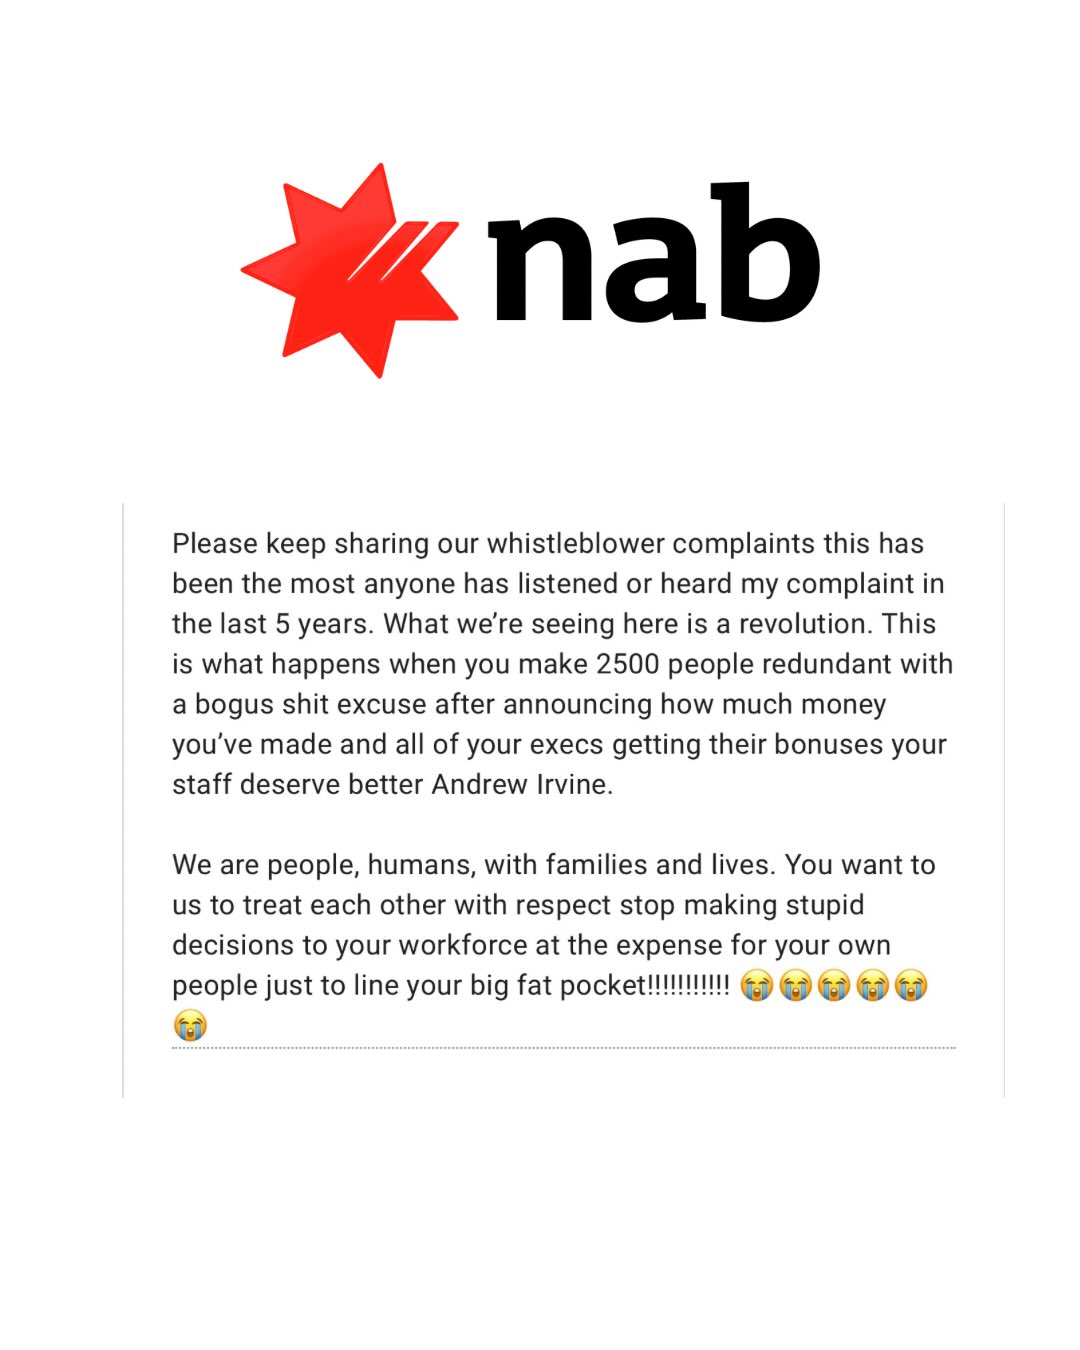 nab
Please keep sharing our whistleblower complaints this has
been the most anyone has listened or heard my complaint in
the last 5 years. What we’re seeing here is a revolution. This
is what happens when you make 2500 people redundant with
a bogus shit excuse after announcing how much money
you’ve made and all of your execs getting their bonuses your
staff deserve better Andrew Irvine.
We are people, humans, with families and lives. You want to
us to treat each other with respect stop making stupid
decisions to your workforce at the expense for your own
people just to line your big fat pocket!!!!!!!!!!! 😭😭😭😭😭
😭